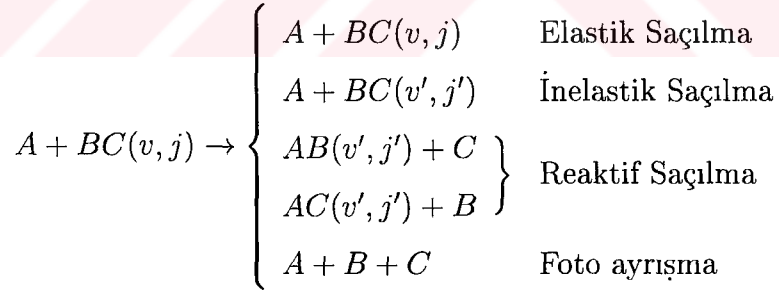 A + BC(v, j) Elastik Saçılma
A + BC(v′, j′) İnelastik Saçılma
A + BC(v, j) → { AB(v′, j′) + C } Reaktif Saçılma
AC(v′, j′) + B
A + B + C Foto ayrışma